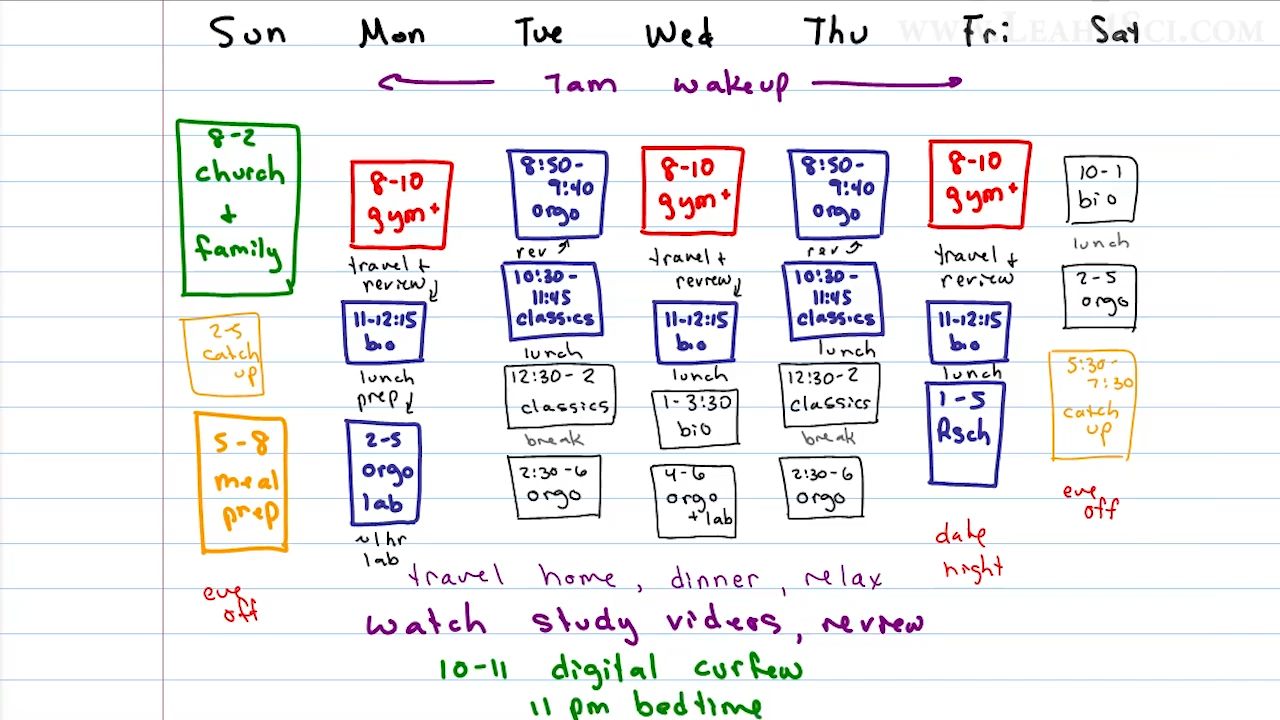 www.Leah4Sci.com
Sun Mon Tue Wed Thu Fri Sat
7am wakeup
8-2
church
+
family
2-5
catch
up
5-8
meal
prep
eve
off
8-10
gym+
travel +
review
11-12:15
bio
lunch
prep
2-5
orgo
lab
~1hr
lab
8:50-
9:40
orgo
rev
10:30-
11:45
classics
lunch
12:30-2
classics
break
2:30-6
orgo
8-10
gym+
travel +
review
11-12:15
bio
lunch
1-3:30
bio
4-6
orgo
+lab
8:50-
9:40
orgo
rev
10:30-
11:45
classics
lunch
12:30-2
classics
break
2:30-6
orgo
8-10
gym+
travel +
review
11-12:15
bio
lunch
1-5
Rsch
date
night
10-1
bio
lunch
2-5
orgo
5:30-
7:30
catch
up
eve
off
travel home, dinner, relax
watch study videos, review
10-11 digital curfew
11 pm bedtime